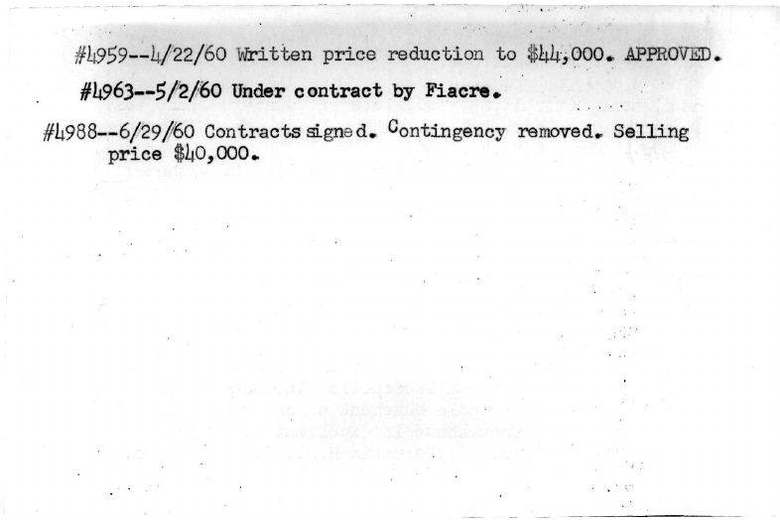 #4959--4/22/60 Written price reduction to $44,000. APPROVED.
#4963--5/2/60 Under contract by Fiacre.
#4988--6/29/60 Contracts signed. Contingency removed. Selling
price $40,000.